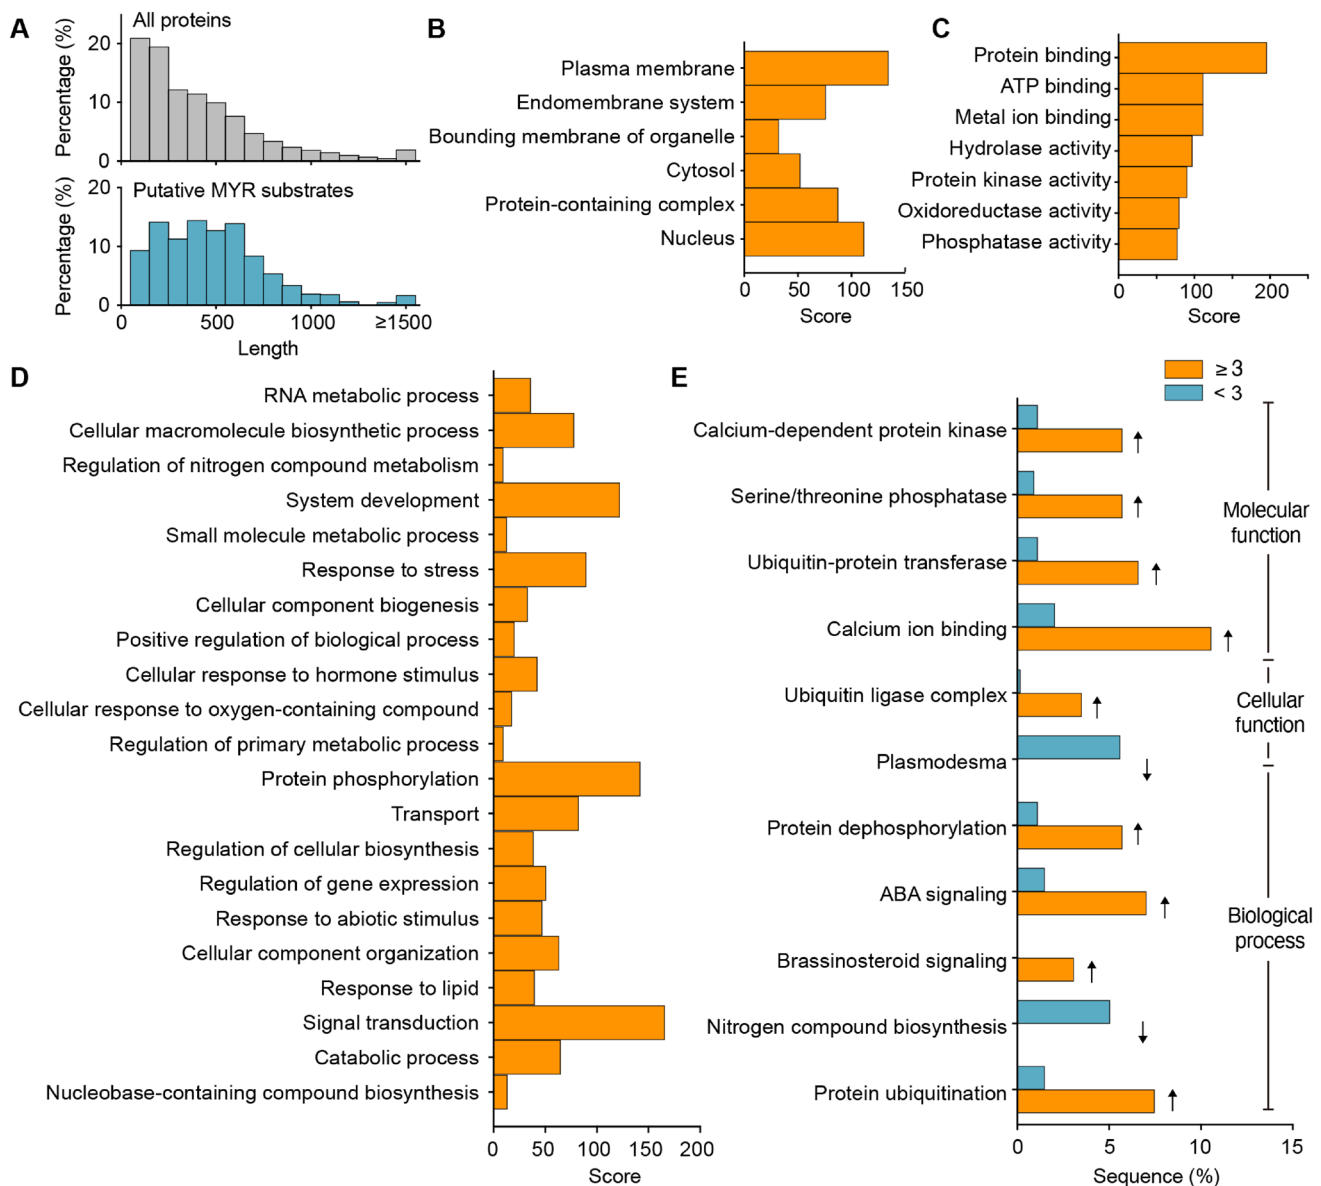 A
All proteins
Percentage (%)
20
10
0
Putative MYR substrates
Percentage (%)
20
10
0
0
500
1000
≥1500
Length
B
Plasma membrane
Endomembrane system
Bounding membrane of organelle
Cytosol
Protein-containing complex
Nucleus
0
50
100
150
Score
C
Protein binding
ATP binding
Metal ion binding
Hydrolase activity
Protein kinase activity
Oxidoreductase activity
Phosphatase activity
0
100
200
Score
D
RNA metabolic process
Cellular macromolecule biosynthetic process
Regulation of nitrogen compound metabolism
System development
Small molecule metabolic process
Response to stress
Cellular component biogenesis
Positive regulation of biological process
Cellular response to hormone stimulus
Cellular response to oxygen-containing compound
Regulation of primary metabolic process
Protein phosphorylation
Transport
Regulation of cellular biosynthesis
Regulation of gene expression
Response to abiotic stimulus
Cellular component organization
Response to lipid
Signal transduction
Catabolic process
Nucleobase-containing compound biosynthesis
0
50
100
150
200
Score
E
≥ 3
< 3
Calcium-dependent protein kinase
Serine/threonine phosphatase
Ubiquitin-protein transferase
Calcium ion binding
Ubiquitin ligase complex
Plasmodesma
Protein dephosphorylation
ABA signaling
Brassinosteroid signaling
Nitrogen compound biosynthesis
Protein ubiquitination
Molecular
function
Cellular
function
Biological
process
0
5
10
15
Sequence (%)